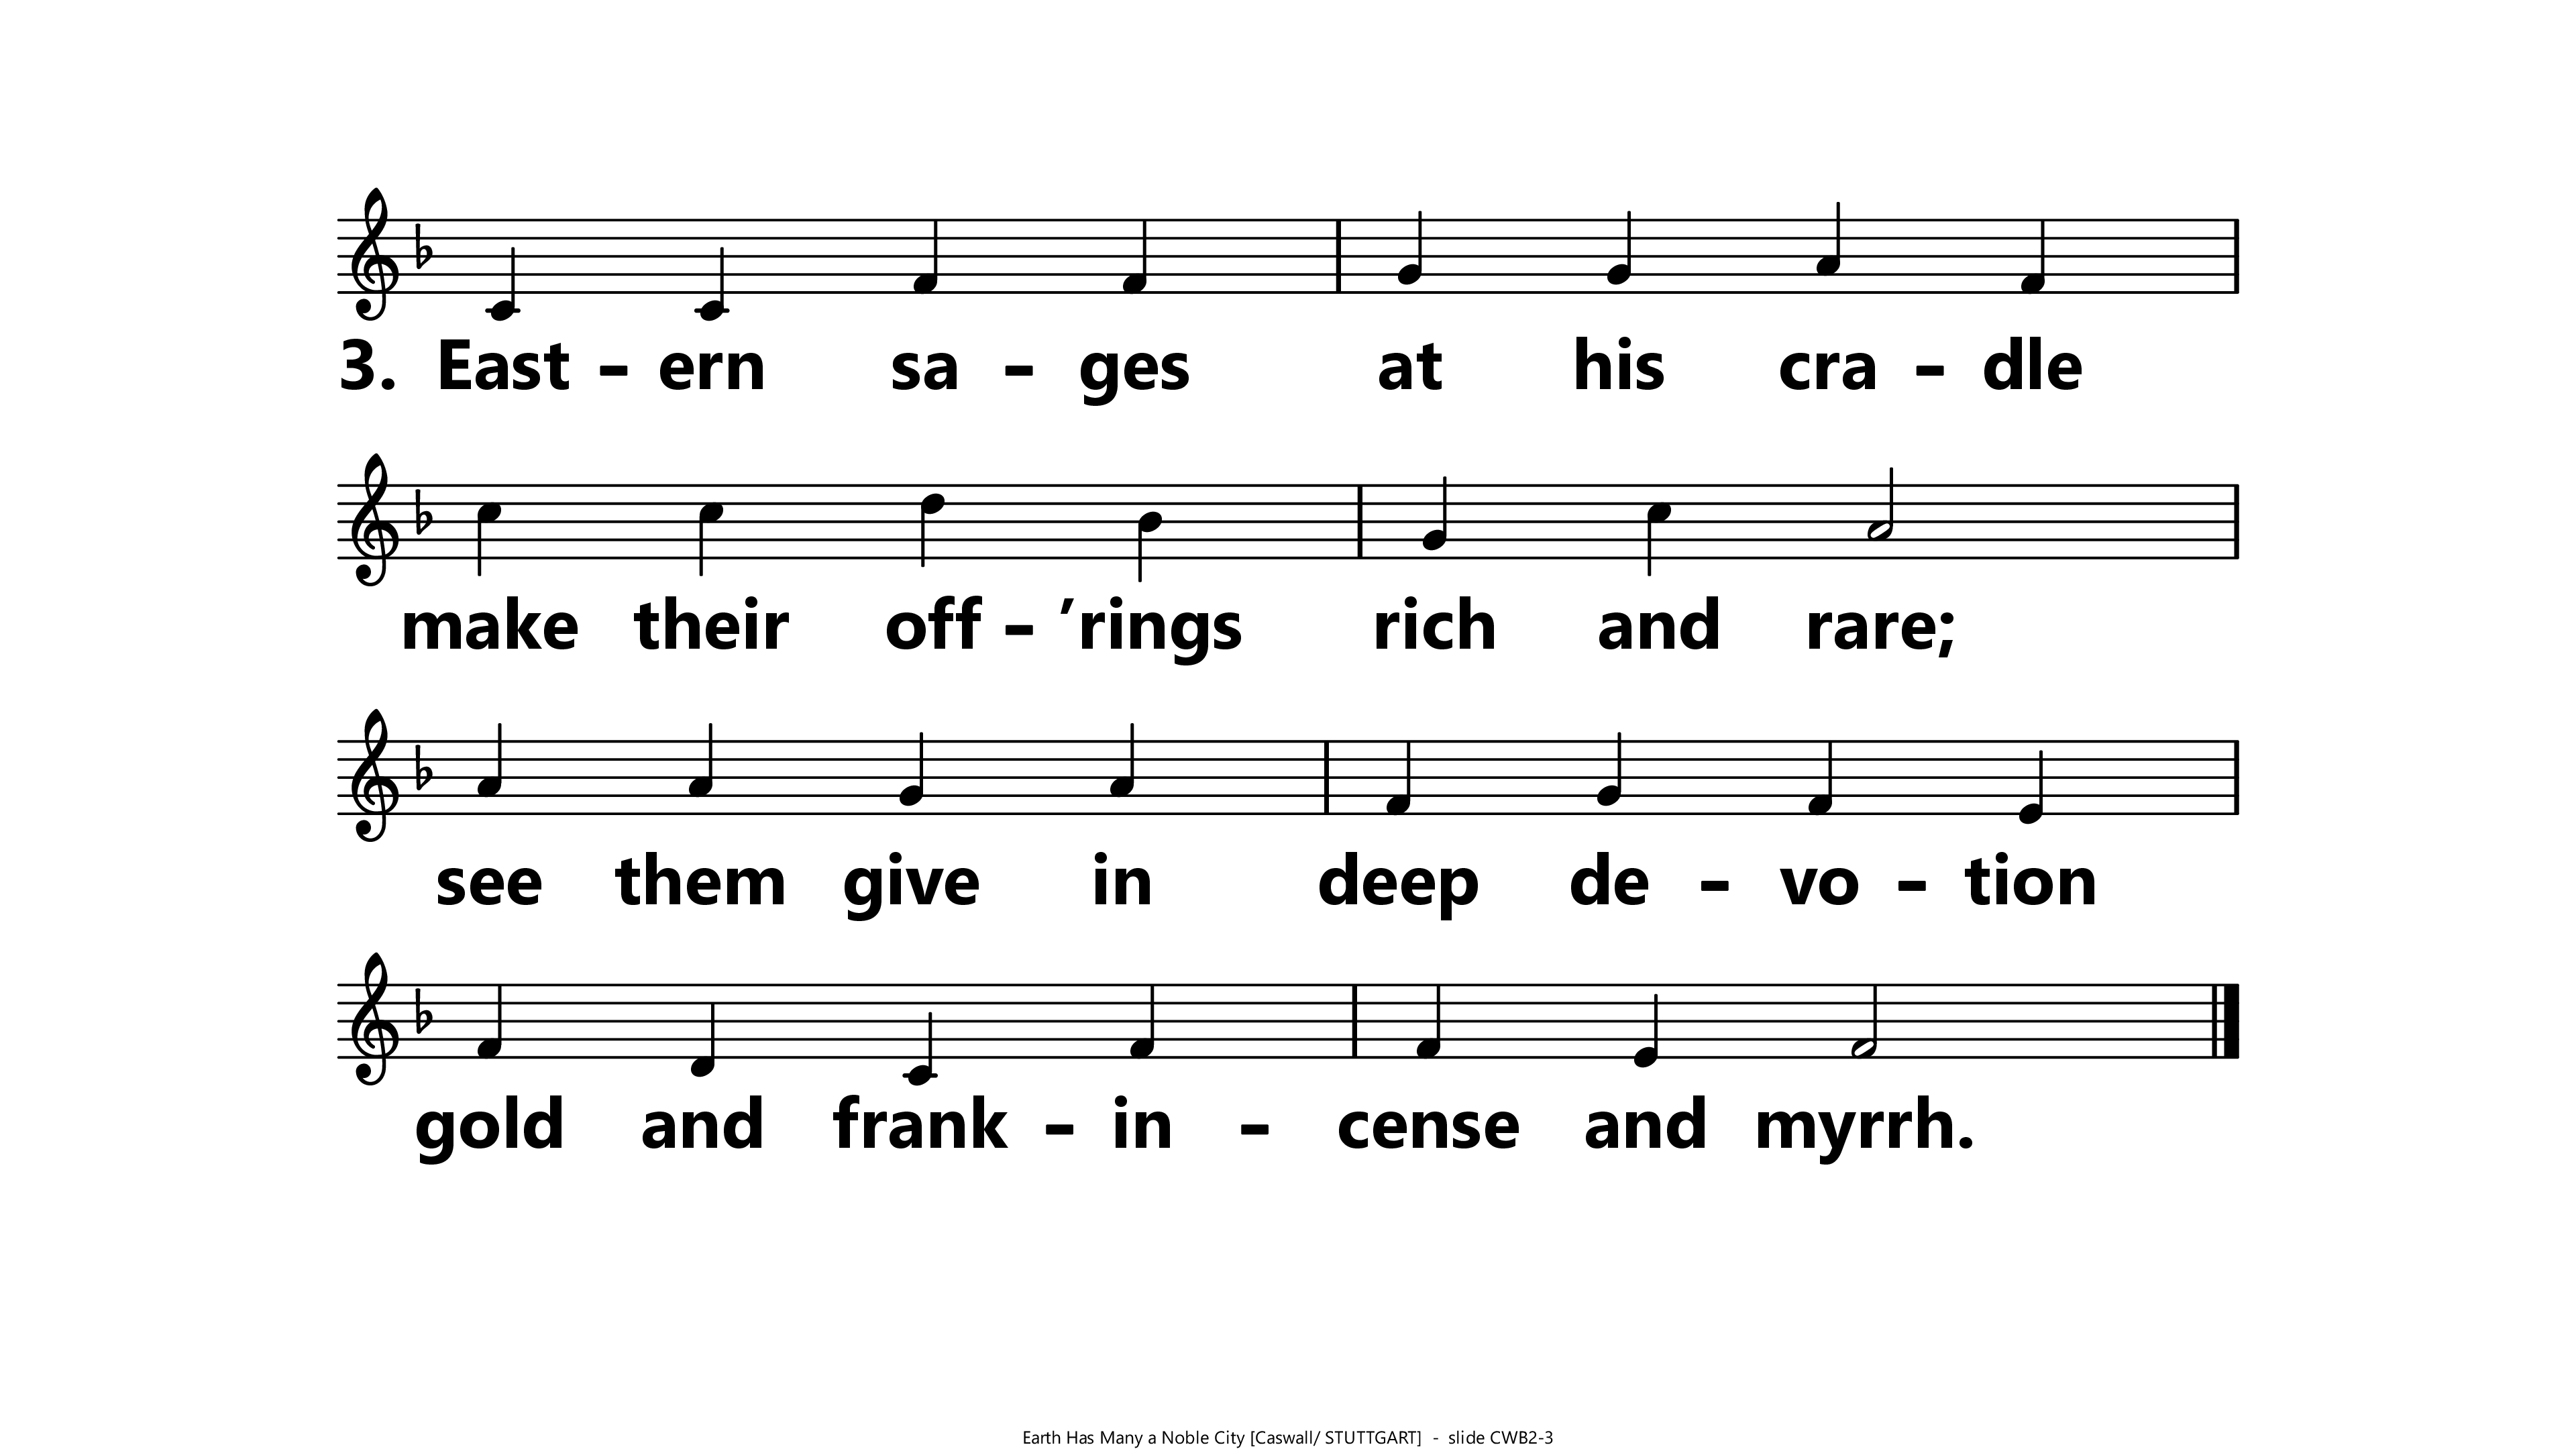 3. East - ern sa - ges at his cra - dle
make their off - ’rings rich and rare;
see them give in deep de - vo - tion
gold and frank - in - cense and myrrh.
Earth Has Many a Noble City [Caswall/ STUTTGART] - slide CWB2-3